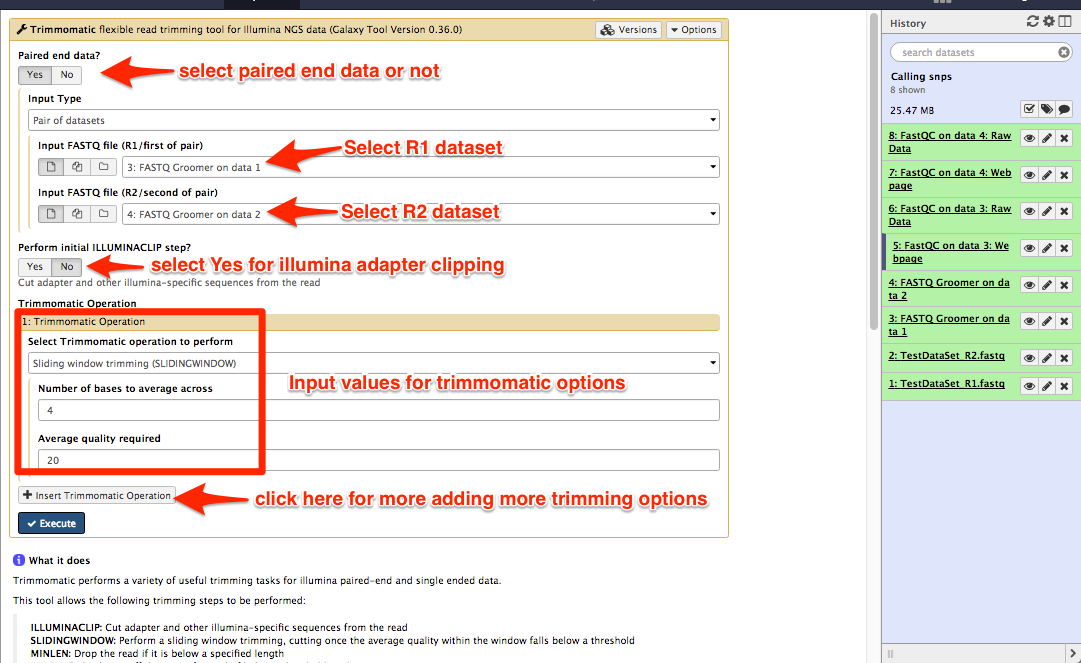 Trimmomatic flexible read trimming tool for Illumina NGS data (Galaxy Tool Version 0.36.0)
Versions
Options
Paired end data?
Yes No
select paired end data or not
Input Type
Pair of datasets
Input FASTQ file (R1/first of pair)
Select R1 dataset
3: FASTQ Groomer on data 1
Input FASTQ file (R2/second of pair)
4: FASTQ Groomer on data 2
Select R2 dataset
Perform initial ILLUMINACLIP step?
Yes No
select Yes for illumina adapter clipping
Cut adapter and other illumina-specific sequences from the read
Trimmomatic Operation
1: Trimmomatic Operation
Select Trimmomatic operation to perform
Sliding window trimming (SLIDINGWINDOW)
Input values for trimmomatic options
Number of bases to average across
4
Average quality required
20
Insert Trimmomatic Operation
click here for more adding more trimming options
Execute
What it does
Trimmomatic performs a variety of useful trimming tasks for illumina paired-end and single ended data.
This tool allows the following trimming steps to be performed:
ILLUMINACLIP: Cut adapter and other illumina-specific sequences from the read
SLIDINGWINDOW: Perform a sliding window trimming, cutting once the average quality within the window falls below a threshold
MINLEN: Drop the read if it is below a specified length
History
search datasets
Calling snps
8 shown
25.47 MB
8: FastQC on data 4: Raw
Data
7: FastQC on data 4: Web
page
6: FastQC on data 3: Raw
Data
5: FastQC on data 3: We
bpage
4: FASTQ Groomer on da
ta 2
3: FASTQ Groomer on da
ta 1
2: TestDataSet_R2.fastq
1: TestDataSet_R1.fastq